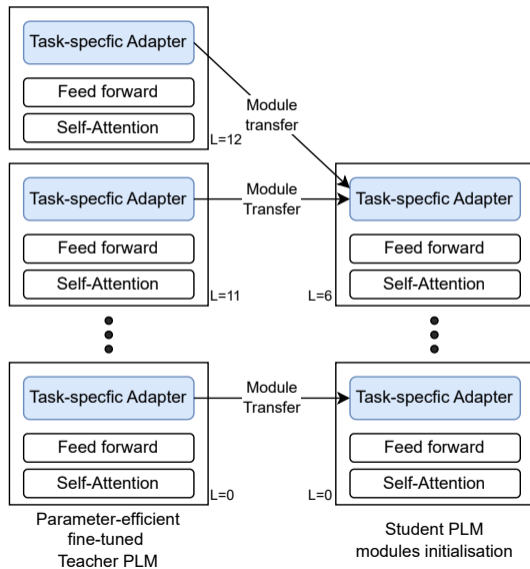 Task-specfic Adapter
Feed forward
Self-Attention
L=12
Module
transfer
Task-specfic Adapter
Feed forward
Self-Attention
L=11
Module
Transfer
Task-specfic Adapter
Feed forward
Self-Attention
L=6
Task-specfic Adapter
Feed forward
Self-Attention
L=0
Module
Transfer
Task-specfic Adapter
Feed forward
Self-Attention
L=0
Parameter-efficient
fine-tuned
Teacher PLM
Student PLM
modules initialisation